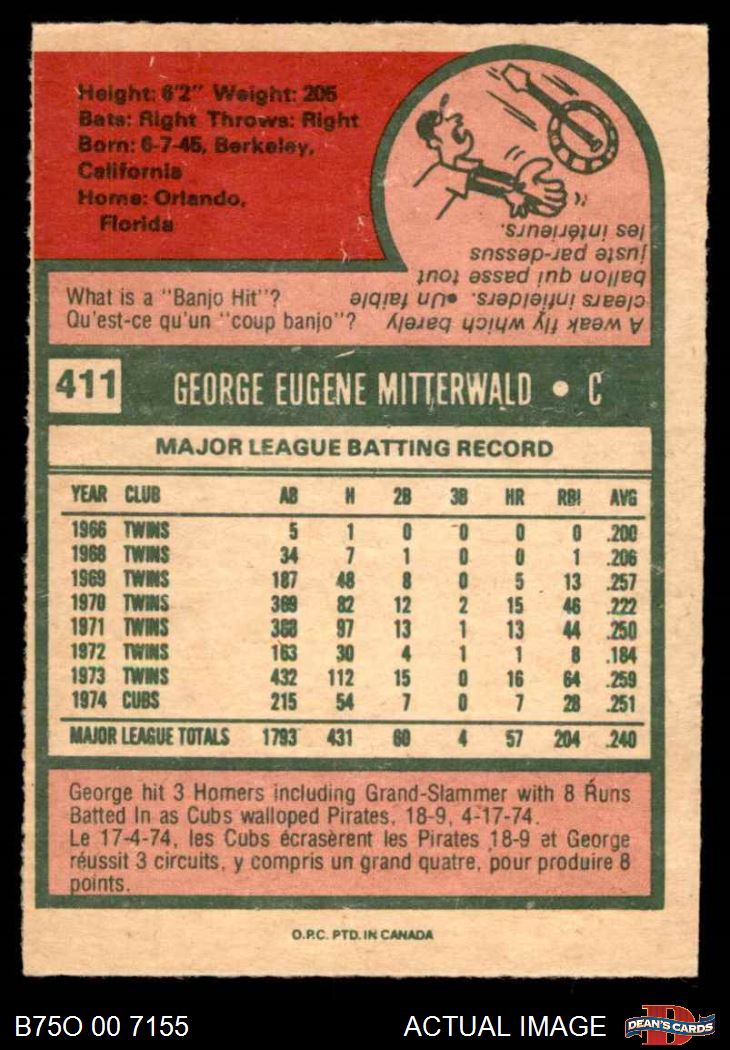 Height: 6'2" Weight: 205
Bats: Right Throws: Right
Born: 6-7-45, Berkeley,
California
Home: Orlando,
Florida
What is a "Banjo Hit"?
Qu'est-ce qu'un "coup banjo"?
A weak fly which barely
clears infielders. •Un faible
ballon qui passe tout
juste par-dessus
les intérieurs.
411 GEORGE EUGENE MITTERWALD • C
MAJOR LEAGUE BATTING RECORD
YEAR CLUB AB H 2B 3B HR RBI AVG
1966 TWINS 5 1 0 0 0 0 .200
1968 TWINS 34 7 1 0 0 1 .206
1969 TWINS 187 48 8 0 5 13 .257
1970 TWINS 369 82 12 2 15 46 .222
1971 TWINS 388 97 13 1 13 44 .250
1972 TWINS 163 30 4 1 1 8 .184
1973 TWINS 432 112 15 0 16 64 .259
1974 CUBS 215 54 7 0 7 28 .251
MAJOR LEAGUE TOTALS 1793 431 60 4 57 204 .240
George hit 3 Homers including Grand-Slammer with 8 Runs
Batted In as Cubs walloped Pirates, 18-9, 4-17-74.
Le 17-4-74, les Cubs écrasèrent les Pirates 18-9 et George
réussit 3 circuits, y compris un grand quatre, pour produire 8
points.
O.P.C. PTD. IN CANADA
B75O 00 7155 ACTUAL IMAGE D DEAN'S CARDS